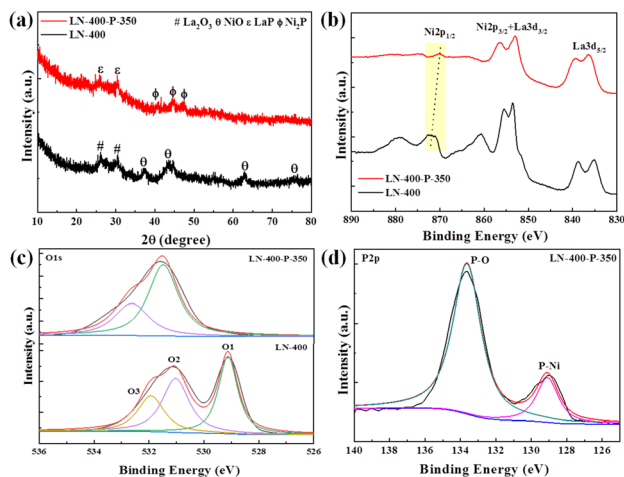 (a)
LN-400-P-350
LN-400
# La₂O₃ θ NiO ε LaP ϕ Ni₂P
ε ε ϕ ϕ ϕ
# # θ θ θ θ
Intensity (a.u.)
10 20 30 40 50 60 70 80
2θ (degree)
(b)
Ni2p₁/₂
Ni2p₃/₂+La3d₃/₂
La3d₅/₂
LN-400-P-350
LN-400
Intensity (a.u.)
890 880 870 860 850 840 830
Binding Energy (eV)
(c)
O1s
LN-400-P-350
LN-400
O1
O2
O3
Intensity (a.u.)
536 534 532 530 528 526
Binding Energy (eV)
(d)
P2p
P-O
LN-400-P-350
P-Ni
Intensity (a.u.)
140 138 136 134 132 130 128 126
Binding Energy (eV)